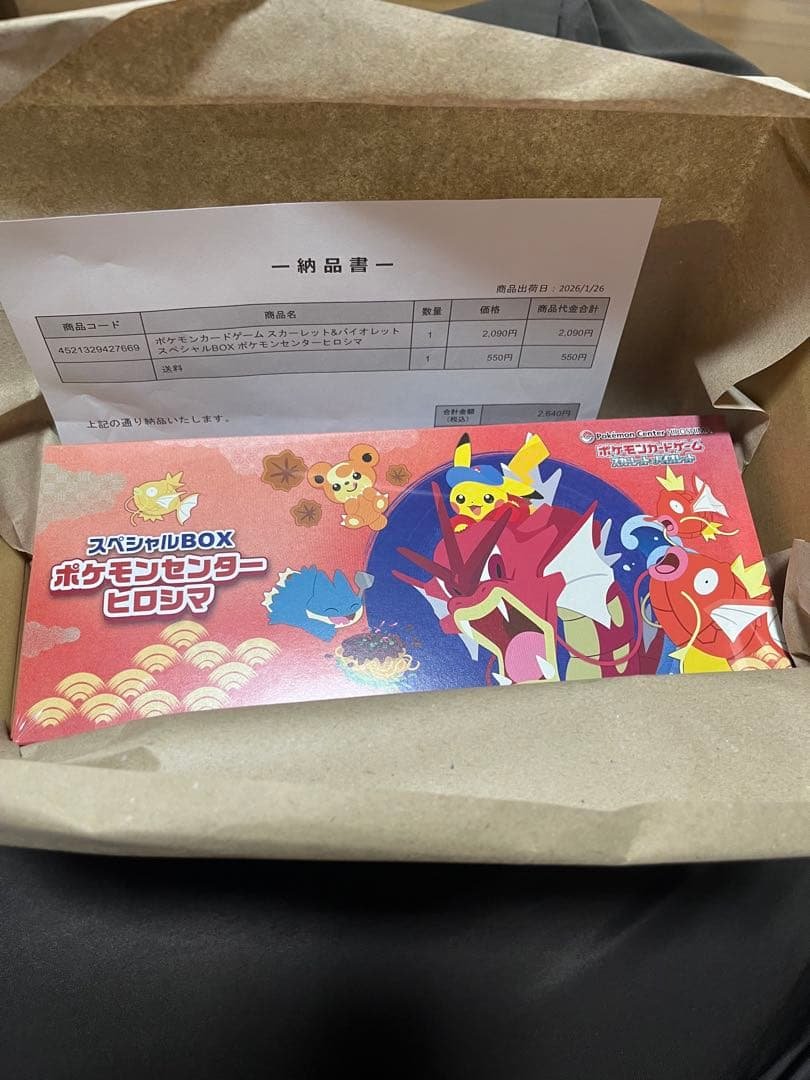 ―納品書―
商品出荷日:2026/1/26
商品コード 商品名 数量 価格 商品代金合計
4521329427669 ポケモンカードゲーム スカーレット&バイオレット
スペシャルBOX ポケモンセンターヒロシマ 1 2,090円 2,090円
送料 1 550円 550円
上記の通り納品いたします。
合計金額
(税込) 2,640円
Pokémon Center HIROSHIMA
ポケモンカードゲーム
スカーレット&バイオレット
スペシャルBOX
ポケモンセンター
ヒロシマ